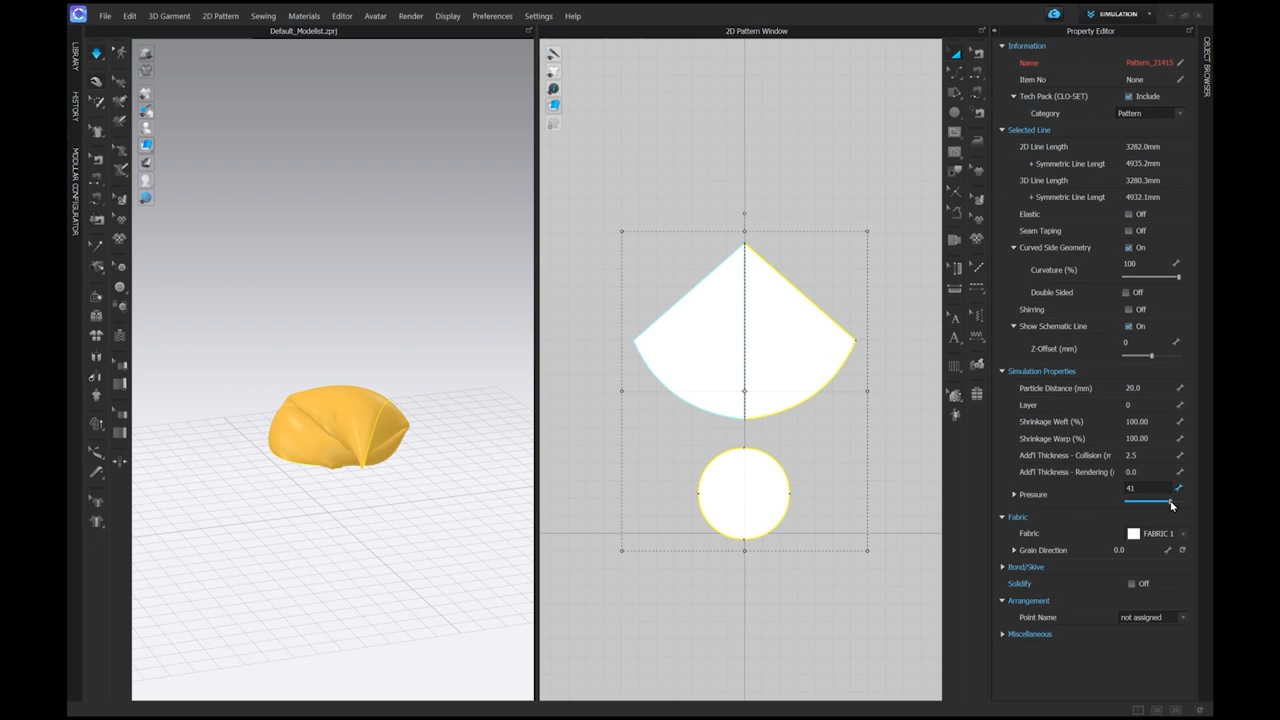 File Edit 3D Garment 2D Pattern Sewing Materials Editor Avatar Render Display Preferences Settings Help
SIMULATION
Default_Modelist.zprj
2D Pattern Window
Property Editor
LIBRARY
HISTORY
MODULAR CONFIGURATOR
OBJECT BROWSER
Information
Name Pattern_21415
Item No None
Tech Pack (CLO-SET) Include
Category Pattern
Selected Line
2D Line Length 3282.0mm
+ Symmetric Line Lengt 4935.2mm
3D Line Length 3280.3mm
+ Symmetric Line Lengt 4932.1mm
Elastic Off
Seam Taping Off
Curved Side Geometry On
Curvature (%) 100
Double Sided Off
Shirring Off
Show Schematic Line On
Z-Offset (mm) 0
Simulation Properties
Particle Distance (mm) 20.0
Layer 0
Shrinkage Weft (%) 100.00
Shrinkage Warp (%) 100.00
Add'l Thickness - Collision (m 2.5
Add'l Thickness - Rendering ( 0.0
Pressure 41
Fabric
Fabric FABRIC 1
Grain Direction 0.0
Bond/Skive
Solidify Off
Arrangement
Point Name not assigned
Miscellaneous